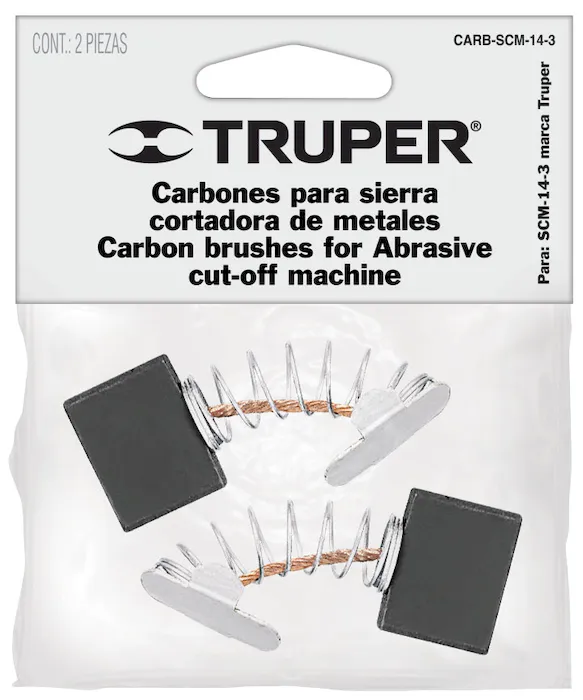 CONT.: 2 PIEZAS
CARB-SCM-14-3
TRUPER®
Carbones para sierra
cortadora de metales
Carbon brushes for Abrasive
cut-off machine
Para: SCM-14-3 marca Truper